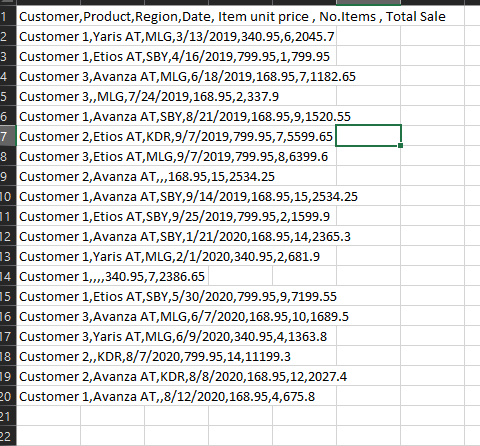 1 Customer,Product,Region,Date, Item unit price , No.Items , Total Sale
2 Customer 1,Yaris AT,MLG,3/13/2019,340.95,6,2045.7
3 Customer 1,Etios AT,SBY,4/16/2019,799.95,1,799.95
4 Customer 3,Avanza AT,MLG,6/18/2019,168.95,7,1182.65
5 Customer 3,,MLG,7/24/2019,168.95,2,337.9
6 Customer 1,Avanza AT,SBY,8/21/2019,168.95,9,1520.55
7 Customer 2,Etios AT,KDR,9/7/2019,799.95,7,5599.65
8 Customer 3,Etios AT,MLG,9/7/2019,799.95,8,6399.6
9 Customer 2,Avanza AT,,,168.95,15,2534.25
10 Customer 1,Avanza AT,SBY,9/14/2019,168.95,15,2534.25
11 Customer 1,Etios AT,SBY,9/25/2019,799.95,2,1599.9
12 Customer 1,Avanza AT,SBY,1/21/2020,168.95,14,2365.3
13 Customer 1,Yaris AT,MLG,2/1/2020,340.95,2,681.9
14 Customer 1,,,,340.95,7,2386.65
15 Customer 1,Etios AT,SBY,5/30/2020,799.95,9,7199.55
16 Customer 3,Avanza AT,MLG,6/7/2020,168.95,10,1689.5
17 Customer 3,Yaris AT,MLG,6/9/2020,340.95,4,1363.8
18 Customer 2,,KDR,8/7/2020,799.95,14,11199.3
19 Customer 2,Avanza AT,KDR,8/8/2020,168.95,12,2027.4
20 Customer 1,Avanza AT,,8/12/2020,168.95,4,675.8
21
22